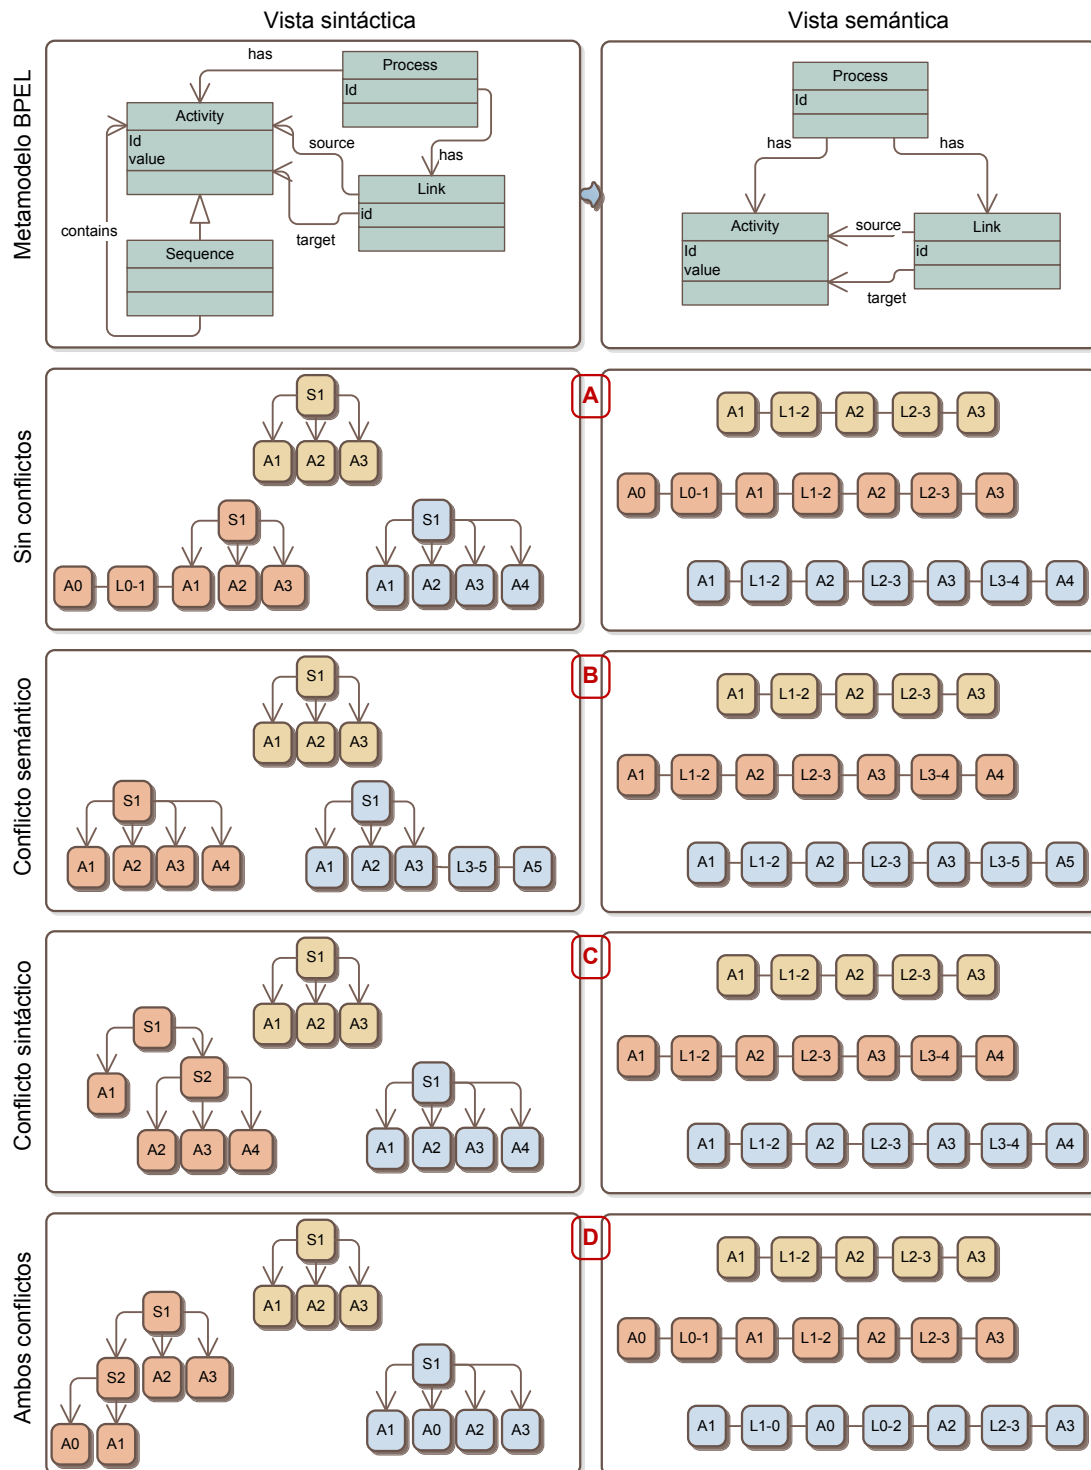 Vista sintáctica
Vista semántica
Metamodelo BPEL
has
Process
Id
Activity
Id
value
source
has
Link
id
target
contains
Sequence
Process
Id
has
has
Activity
Id
value
source
Link
id
target
Sin conflictos
A
S1
A1 A2 A3
S1
A0 L0-1 A1 A2 A3
S1
A1 A2 A3 A4
A1 L1-2 A2 L2-3 A3
A0 L0-1 A1 L1-2 A2 L2-3 A3
A1 L1-2 A2 L2-3 A3 L3-4 A4
Conflicto semántico
B
S1
A1 A2 A3
S1
A1 A2 A3 A4
S1
A1 A2 A3 L3-5 A5
A1 L1-2 A2 L2-3 A3
A1 L1-2 A2 L2-3 A3 L3-4 A4
A1 L1-2 A2 L2-3 A3 L3-5 A5
Conflicto sintáctico
C
S1
A1 A2 A3
S1
A1
S2
A2 A3 A4
S1
A1 A2 A3 A4
A1 L1-2 A2 L2-3 A3
A1 L1-2 A2 L2-3 A3 L3-4 A4
A1 L1-2 A2 L2-3 A3 L3-4 A4
Ambos conflictos
D
S1
A1 A2 A3
S1
S2 A2 A3
A0 A1
S1
A1 A0 A2 A3
A1 L1-2 A2 L2-3 A3
A0 L0-1 A1 L1-2 A2 L2-3 A3
A1 L1-0 A0 L0-2 A2 L2-3 A3